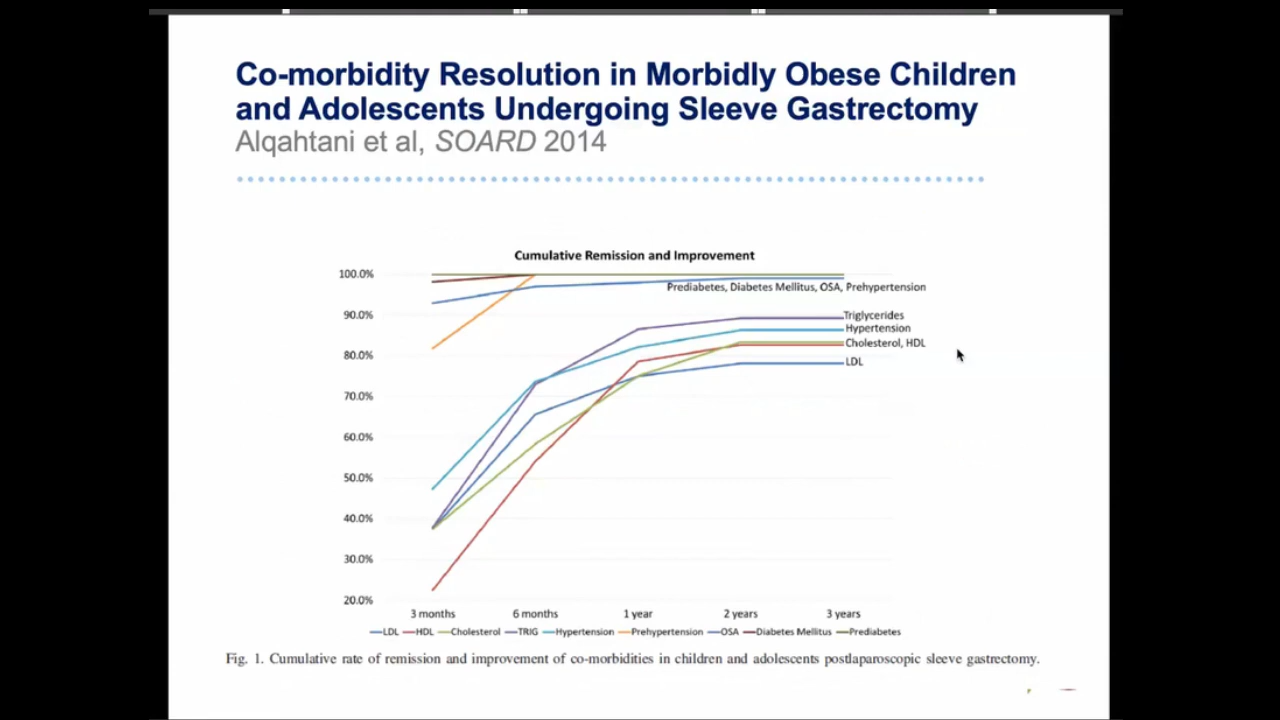 Co-morbidity Resolution in Morbidly Obese Children
and Adolescents Undergoing Sleeve Gastrectomy
Alqahtani et al, SOARD 2014
Cumulative Remission and Improvement
100.0%
Prediabetes, Diabetes Mellitus, OSA, Prehypertension
90.0%
Triglycerides
Hypertension
Cholesterol, HDL
80.0%
LDL
70.0%
60.0%
50.0%
40.0%
30.0%
20.0%
3 months 6 months 1 year 2 years 3 years
LDL HDL Cholesterol TRIG Hypertension Prehypertension OSA Diabetes Mellitus Prediabetes
Fig. 1. Cumulative rate of remission and improvement of co-morbidities in children and adolescents postlaparoscopic sleeve gastrectomy.